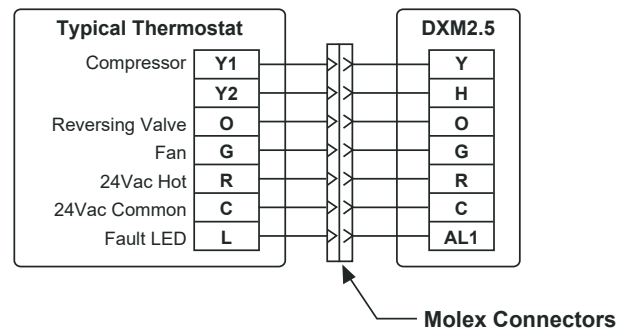 Typical Thermostat DXM2.5
Compressor Y1 Y
Y2 H
Reversing Valve O O
Fan G G
24Vac Hot R R
24Vac Common C C
Fault LED L AL1
Molex Connectors